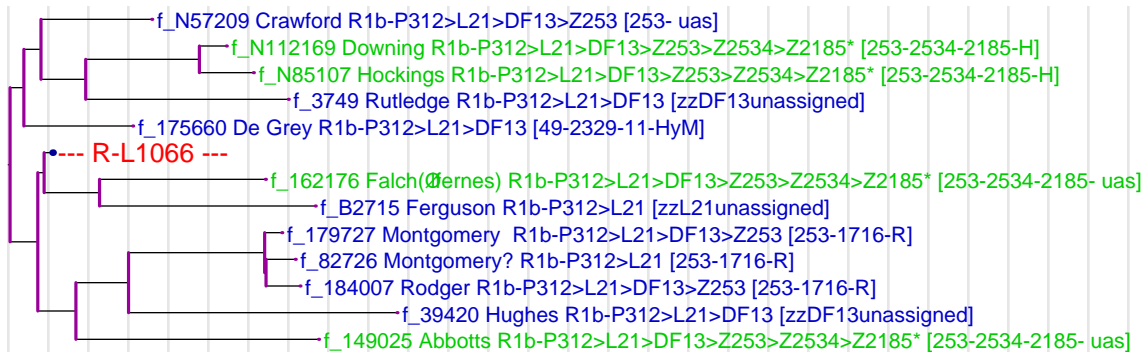 f_N57209 Crawford R1b-P312>L21>DF13>Z253 [253- uas]
f_N112169 Downing R1b-P312>L21>DF13>Z253>Z2534>Z2185* [253-2534-2185-H]
f_N85107 Hockings R1b-P312>L21>DF13>Z253>Z2534>Z2185* [253-2534-2185-H]
f_3749 Rutledge R1b-P312>L21>DF13 [zzDF13unassigned]
f_175660 De Grey R1b-P312>L21>DF13 [49-2329-11-HyM]
--- R-L1066 ---
f_162176 Falch(Øfernes) R1b-P312>L21>DF13>Z253>Z2534>Z2185* [253-2534-2185- uas]
f_B2715 Ferguson R1b-P312>L21 [zzL21unassigned]
f_179727 Montgomery R1b-P312>L21>DF13>Z253 [253-1716-R]
f_82726 Montgomery? R1b-P312>L21 [253-1716-R]
f_184007 Rodger R1b-P312>L21>DF13>Z253 [253-1716-R]
f_39420 Hughes R1b-P312>L21>DF13 [zzDF13unassigned]
f_149025 Abbotts R1b-P312>L21>DF13>Z253>Z2534>Z2185* [253-2534-2185- uas]